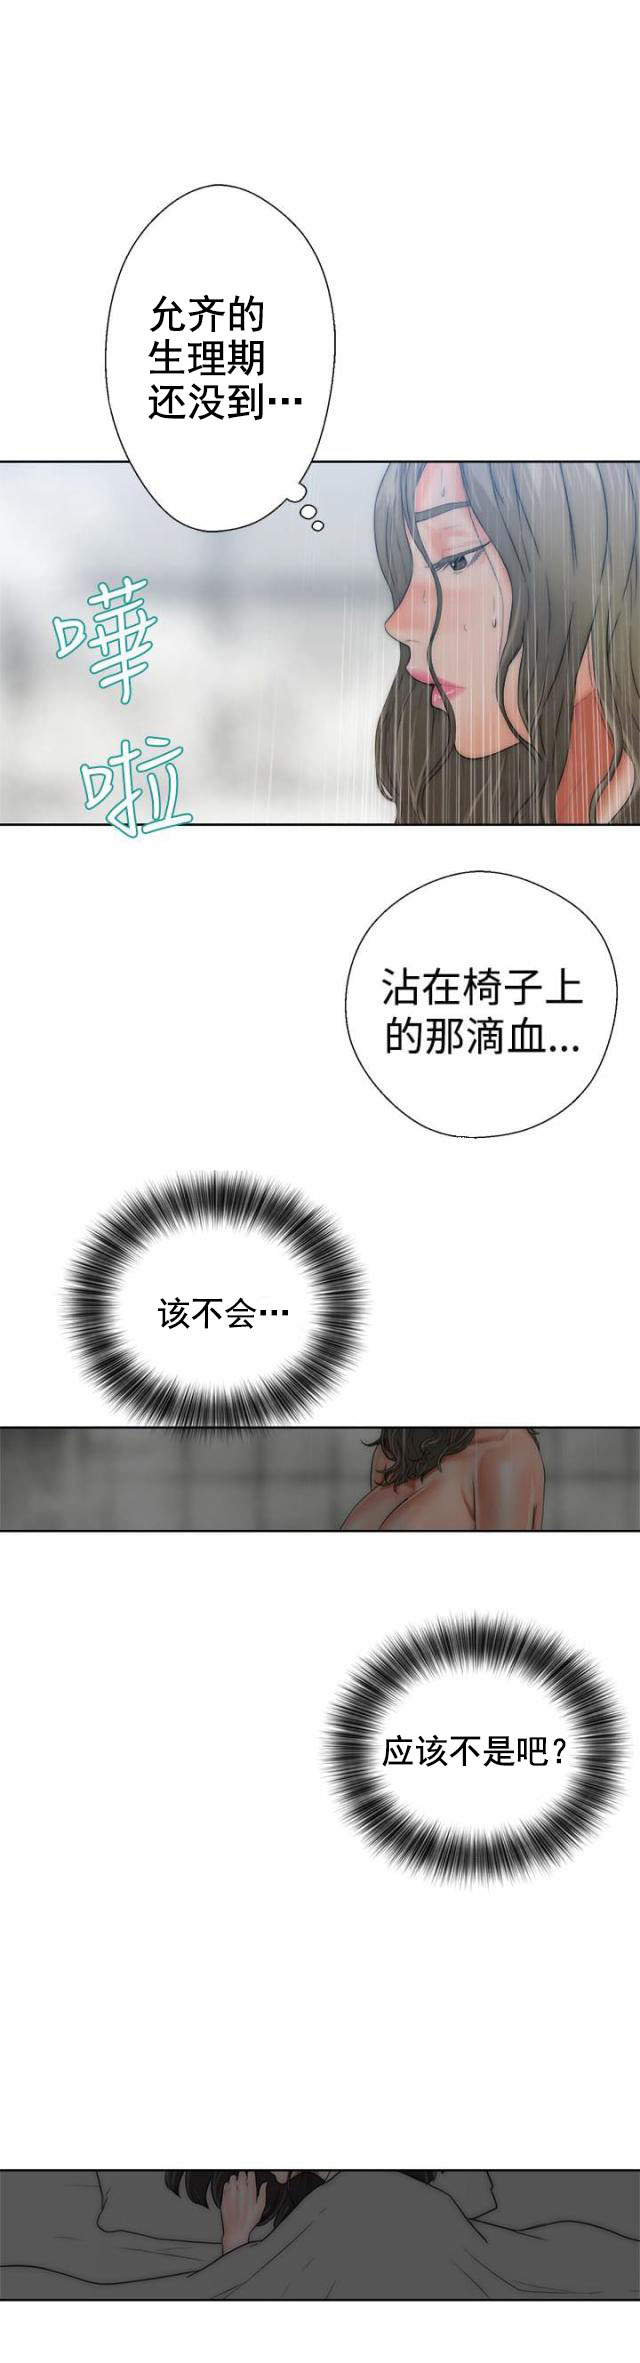 允齐的
生理期
还没到…
嘩
啦
沾在椅子上
的那滴血...
该不会…
应该不是吧?